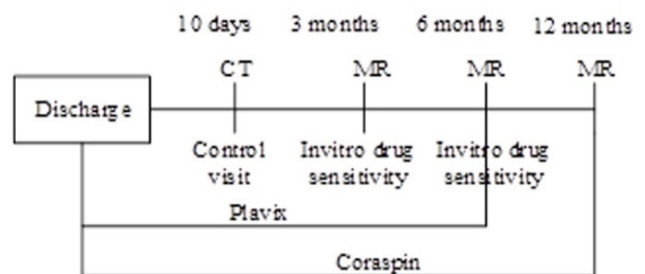 10 days 3 months 6 months 12 months
CT MR MR MR
Discharge
Control Invitro drug Invitro drug
visit sensitivity sensitivity
Plavix
Coraspin